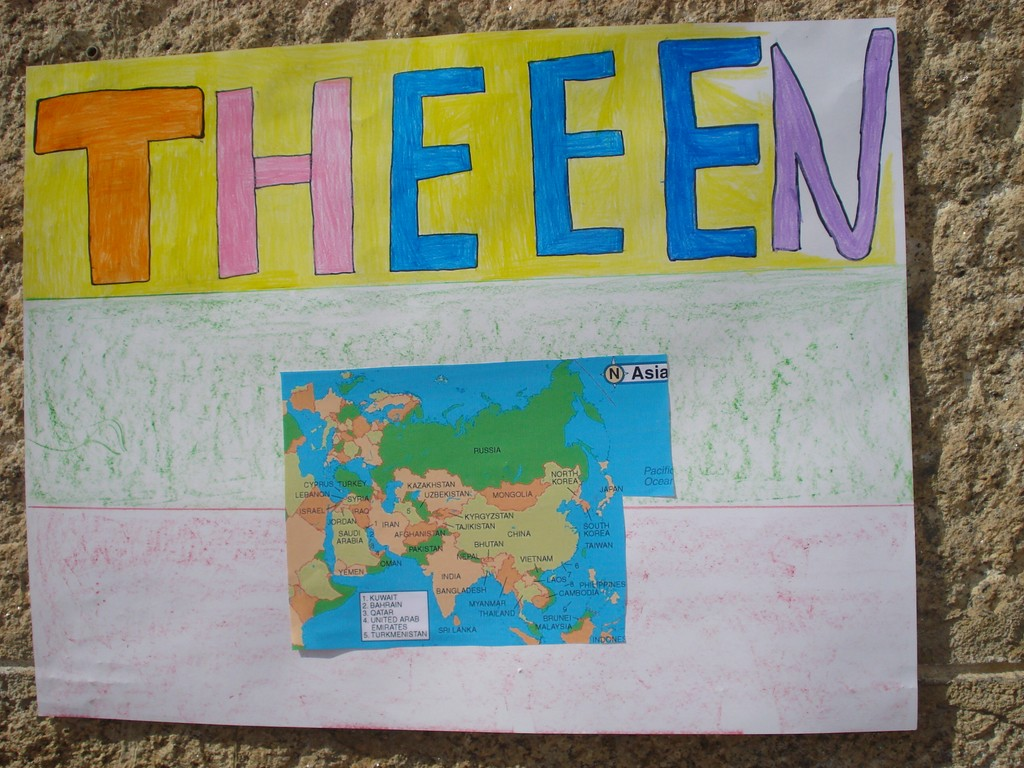 THEEEN
N Asia
RUSSIA
Pacific
Ocean
NORTH
KOREA
JAPAN
CYPRUS TURKEY
KAZAKHSTAN
LEBANON
SYRIA
UZBEKISTAN
MONGOLIA
ISRAEL
IRAQ
5
KYRGYZSTAN
JORDAN
1
IRAN
TAJIKISTAN
SOUTH
KOREA
SAUDI
ARABIA
AFGHANISTAN
CHINA
PAKISTAN
BHUTAN
TAIWAN
NEPAL
OMAN
VIETNAM
YEMEN
INDIA
LAOS
PHILIPPINES
BANGLADESH
CAMBODIA
MYANMAR
THAILAND
1. KUWAIT
2. BAHRAIN
3. QATAR
4. UNITED ARAB
EMIRATES
5. TURKMENISTAN
BRUNEI
MALAYSIA
SRI LANKA
INDONE